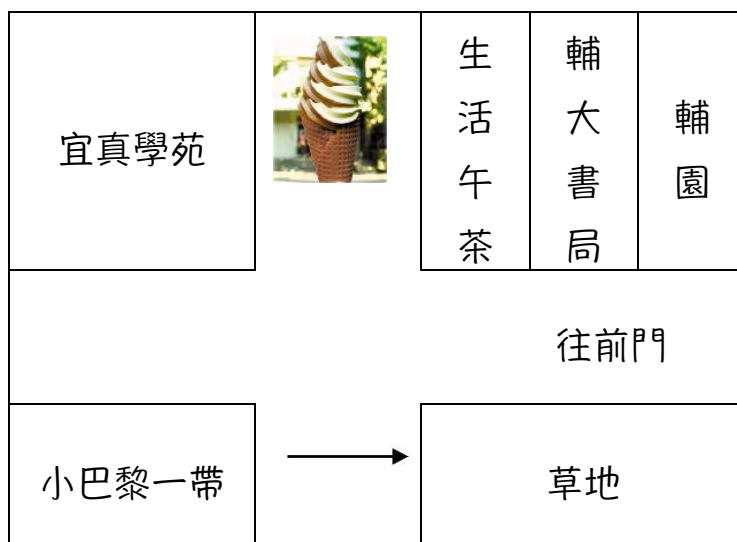 宜真學苑
生活午茶
輔大書局
輔園
往前門
小巴黎一帶
草地